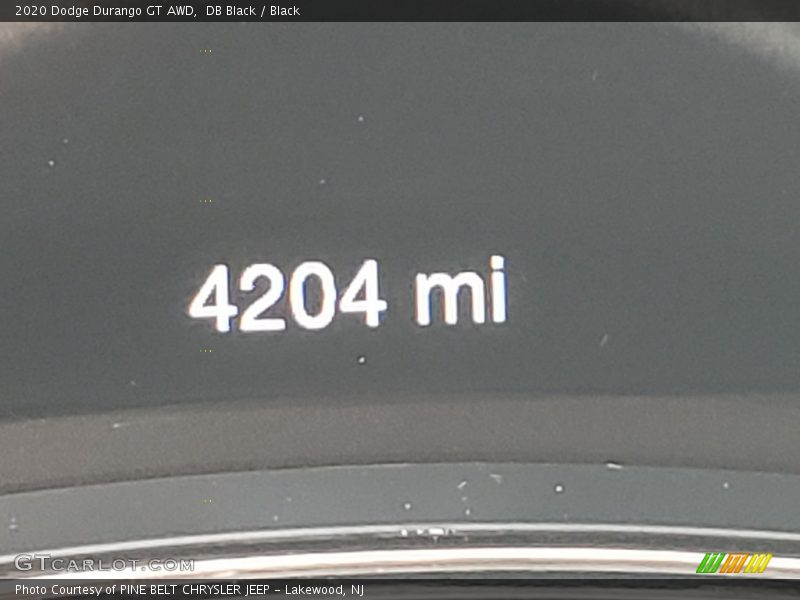 2020 Dodge Durango GT AWD,  DB Black / Black
4204 mi
GTCARLOT.COM
Photo Courtesy of PINE BELT CHRYSLER JEEP - Lakewood, NJ